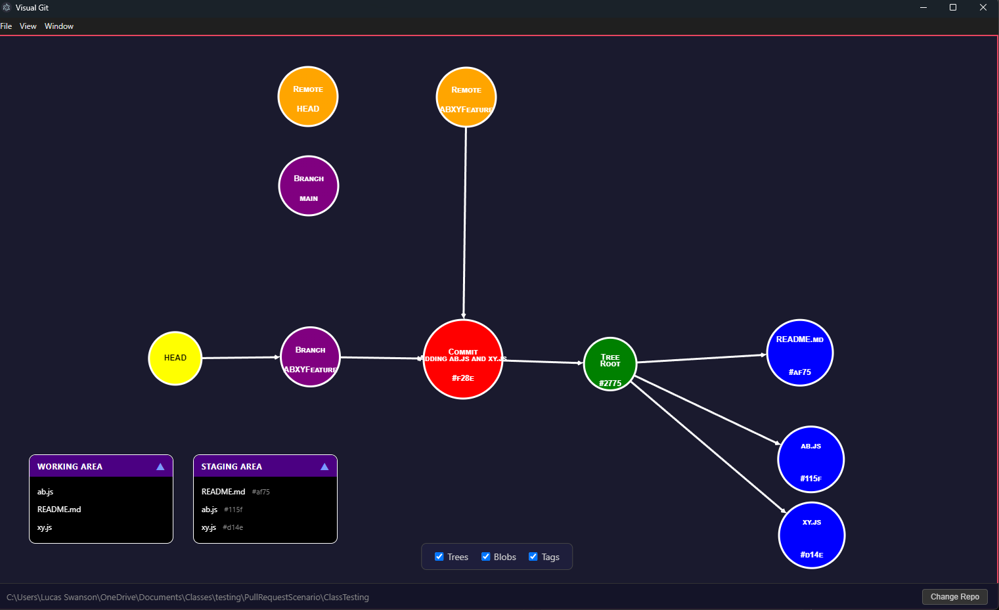 Visual Git
File View Window
Remote
HEAD
Remote
ABXYFeature
Branch
main
HEAD
Branch
ABXYFeature
Commit
Adding ab.js and xy.js
#f28e
Tree
Root
#2775
README.md
#af75
ab.js
#115f
xy.js
#d14e
WORKING AREA
ab.js
README.md
xy.js
STAGING AREA
README.md #af75
ab.js #115f
xy.js #d14e
Trees Blobs Tags
C:\Users\Lucas Swanson\OneDrive\Documents\Classes\testing\PullRequestScenario\ClassTesting
Change Repo